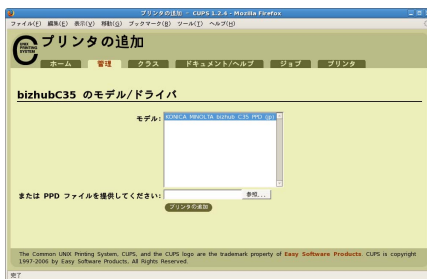 プリンタの追加 - CUPS 1.2.4 - Mozilla Firefox
ファイル(F) 編集(E) 表示(V) 移動(G) ブックマーク(B) ツール(T) ヘルプ(H)
UNIX PRINTING SYSTEM
プリンタの追加
ホーム 管理 クラス ドキュメント/ヘルプ ジョブ プリンタ
bizhubC35 のモデル/ドライバ
モデル:
KONICA MINOLTA bizhub C35 PPD (jp)
または PPD ファイルを提供してください:
参照...
プリンタの追加
The Common UNIX Printing System, CUPS, and the CUPS logo are the trademark property of Easy Software Products. CUPS is copyright
1997-2006 by Easy Software Products, All Rights Reserved.
完了